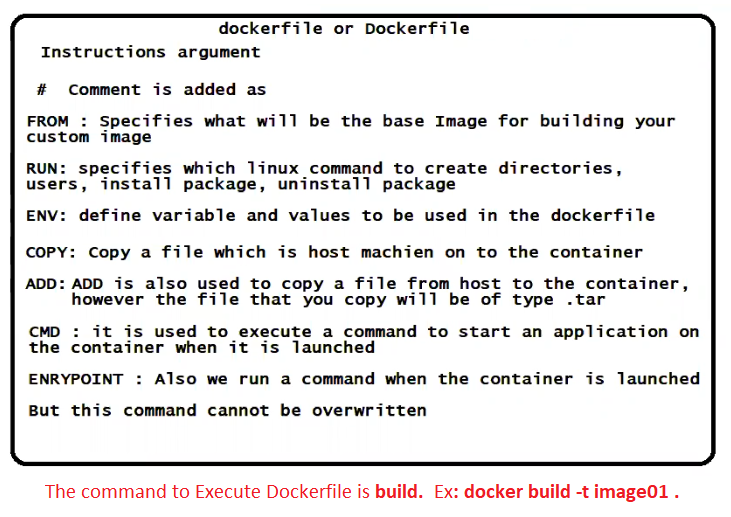 dockerfile or Dockerfile
Instructions argument
# Comment is added as
FROM : Specifies what will be the base Image for building your
custom image
RUN: specifies which linux command to create directories,
users, install package, uninstall package
ENV: define variable and values to be used in the dockerfile
COPY: Copy a file which is host machien on to the container
ADD: ADD is also used to copy a file from host to the container,
however the file that you copy will be of type .tar
CMD : it is used to execute a command to start an application on
the container when it is launched
ENRYPOINT : Also we run a command when the container is launched
But this command cannot be overwritten
The command to Execute Dockerfile is build. Ex: docker build -t image01 .